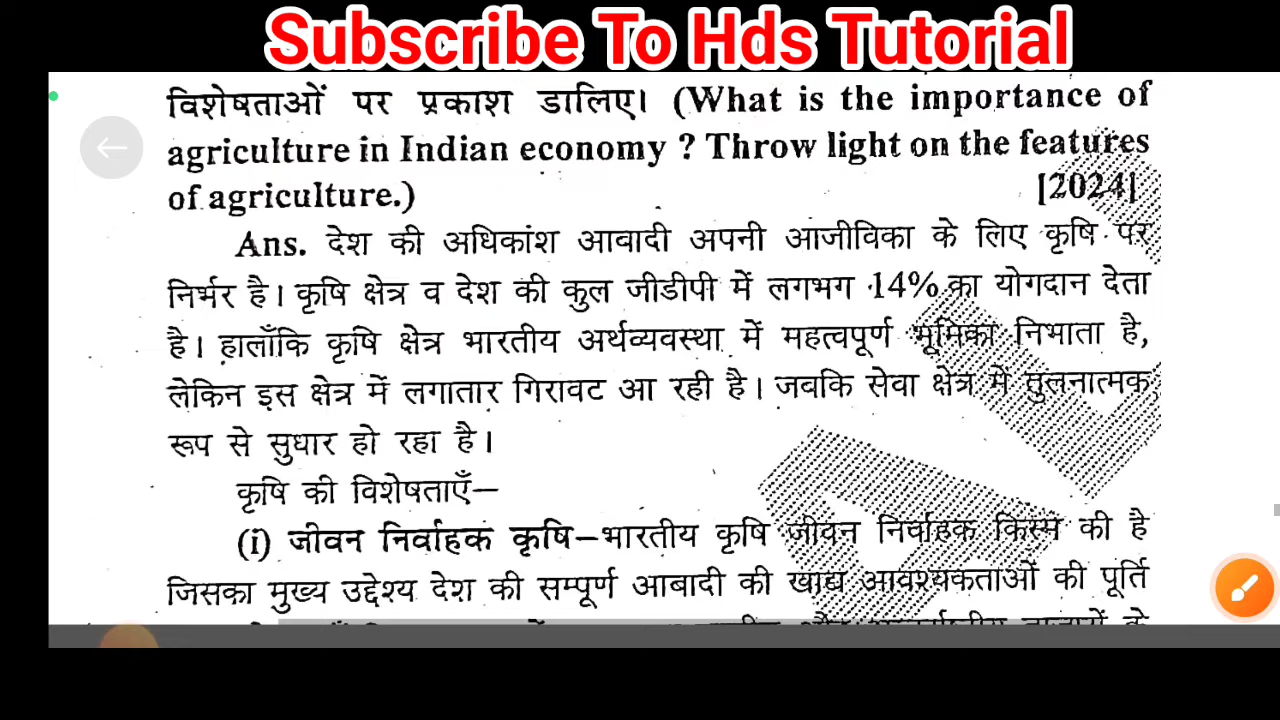 Subscribe To Hds Tutorial
विशेषताओं पर प्रकाश डालिए। (What is the importance of
agriculture in Indian economy ? Throw light on the features
of agriculture.) [2024]
Ans. देश की अधिकांश आबादी अपनी आजीविका के लिए कृषि पर
निर्भर है। कृषि क्षेत्र व देश की कुल जीडीपी में लगभग 14% का योगदान देता
है। हालाँकि कृषि क्षेत्र भारतीय अर्थव्यवस्था में महत्वपूर्ण भूमिका निभाता है,
लेकिन इस क्षेत्र में लगातार गिरावट आ रही है। जबकि सेवा क्षेत्र में तुलनात्मक
रूप से सुधार हो रहा है।
कृषि की विशेषताएँ–
(i) जीवन निर्वाहक कृषि–भारतीय कृषि जीवन निर्वाहक किस्म की है
जिसका मुख्य उद्देश्य देश की सम्पूर्ण आबादी की खाद्य आवश्यकताओं की पूर्ति